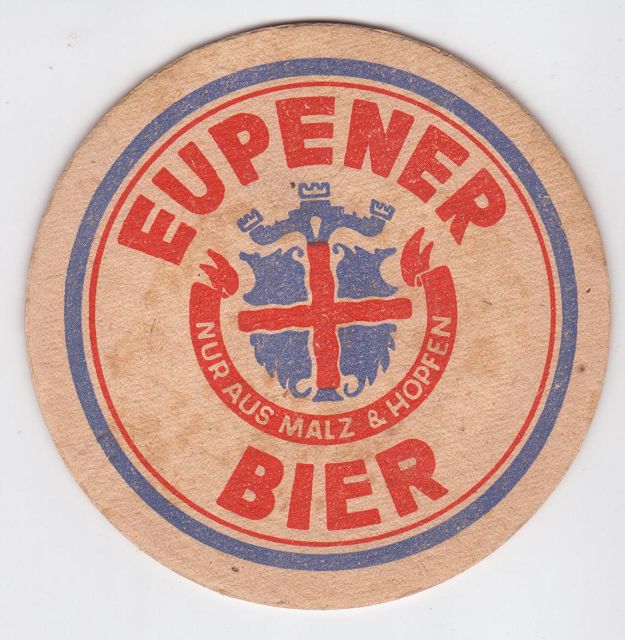 EUPENER
NUR AUS MALZ & HOPFEN
BIER